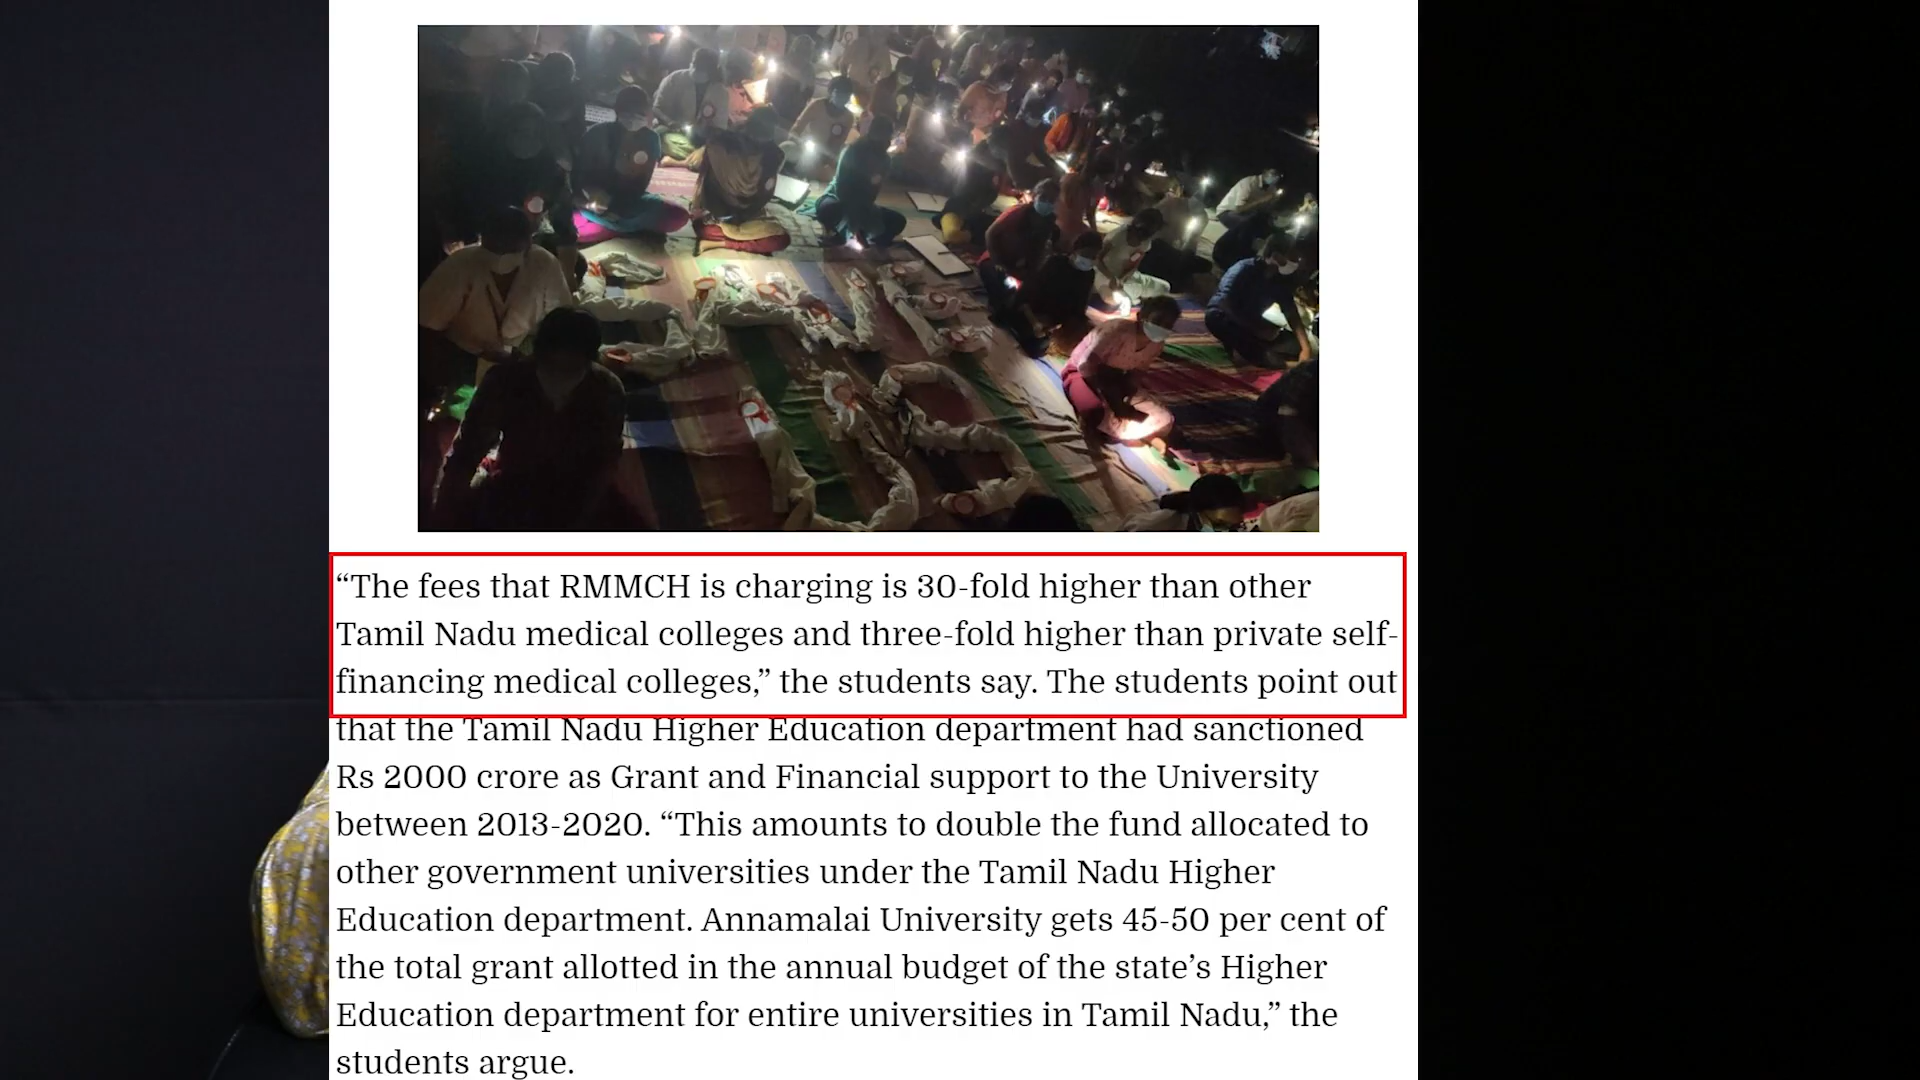 “The fees that RMMCH is charging is 30-fold higher than other
Tamil Nadu medical colleges and three-fold higher than private self-
financing medical colleges,” the students say. The students point out
that the Tamil Nadu Higher Education department had sanctioned
Rs 2000 crore as Grant and Financial support to the University
between 2013-2020. “This amounts to double the fund allocated to
other government universities under the Tamil Nadu Higher
Education department. Annamalai University gets 45-50 per cent of
the total grant allotted in the annual budget of the state’s Higher
Education department for entire universities in Tamil Nadu,” the
students argue.